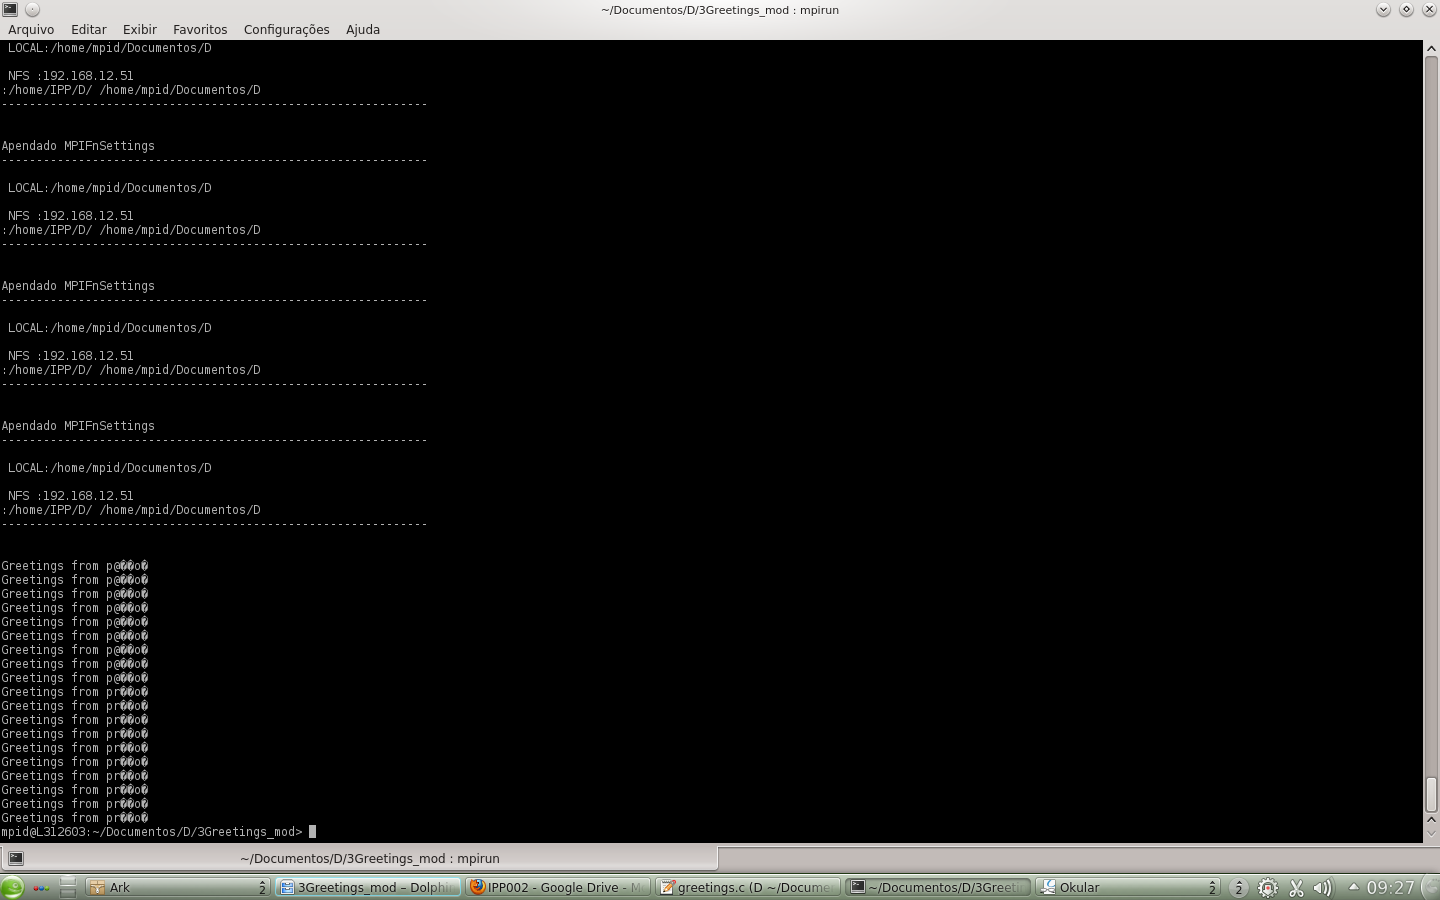 ~/Documentos/D/3Greetings_mod : mpirun
Arquivo Editar Exibir Favoritos Configurações Ajuda
LOCAL:/home/mpid/Documentos/D
NFS :192.168.12.51
:/home/IPP/D/ /home/mpid/Documentos/D
-------------------------------------------------------------
Apendado MPIFnSettings
-------------------------------------------------------------
LOCAL:/home/mpid/Documentos/D
NFS :192.168.12.51
:/home/IPP/D/ /home/mpid/Documentos/D
-------------------------------------------------------------
Apendado MPIFnSettings
-------------------------------------------------------------
LOCAL:/home/mpid/Documentos/D
NFS :192.168.12.51
:/home/IPP/D/ /home/mpid/Documentos/D
-------------------------------------------------------------
Apendado MPIFnSettings
-------------------------------------------------------------
LOCAL:/home/mpid/Documentos/D
NFS :192.168.12.51
:/home/IPP/D/ /home/mpid/Documentos/D
-------------------------------------------------------------
Greetings from p@��o�
Greetings from p@��o�
Greetings from p@��o�
Greetings from p@��o�
Greetings from p@��o�
Greetings from p@��o�
Greetings from p@��o�
Greetings from p@��o�
Greetings from p@��o�
Greetings from pr��o�
Greetings from pr��o�
Greetings from pr��o�
Greetings from pr��o�
Greetings from pr��o�
Greetings from pr��o�
Greetings from pr��o�
Greetings from pr��o�
Greetings from pr��o�
Greetings from pr��o�
mpid@L312603:~/Documentos/D/3Greetings_mod>
~/Documentos/D/3Greetings_mod : mpirun
Ark 2 3Greetings_mod – Dolphi IPP002 - Google Drive - M greetings.c (D ~/Docume ~/Documentos/D/3Greeti Okular 2 2 09:27